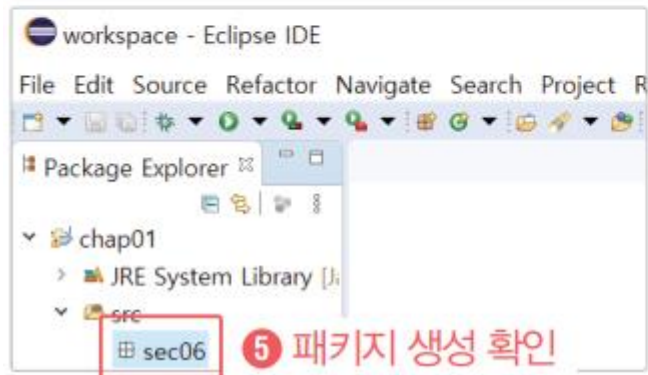 workspace - Eclipse IDE
File Edit Source Refactor Navigate Search Project R
Package Explorer
chap01
JRE System Library [Ja
src
sec06 ❺ 패키지 생성 확인